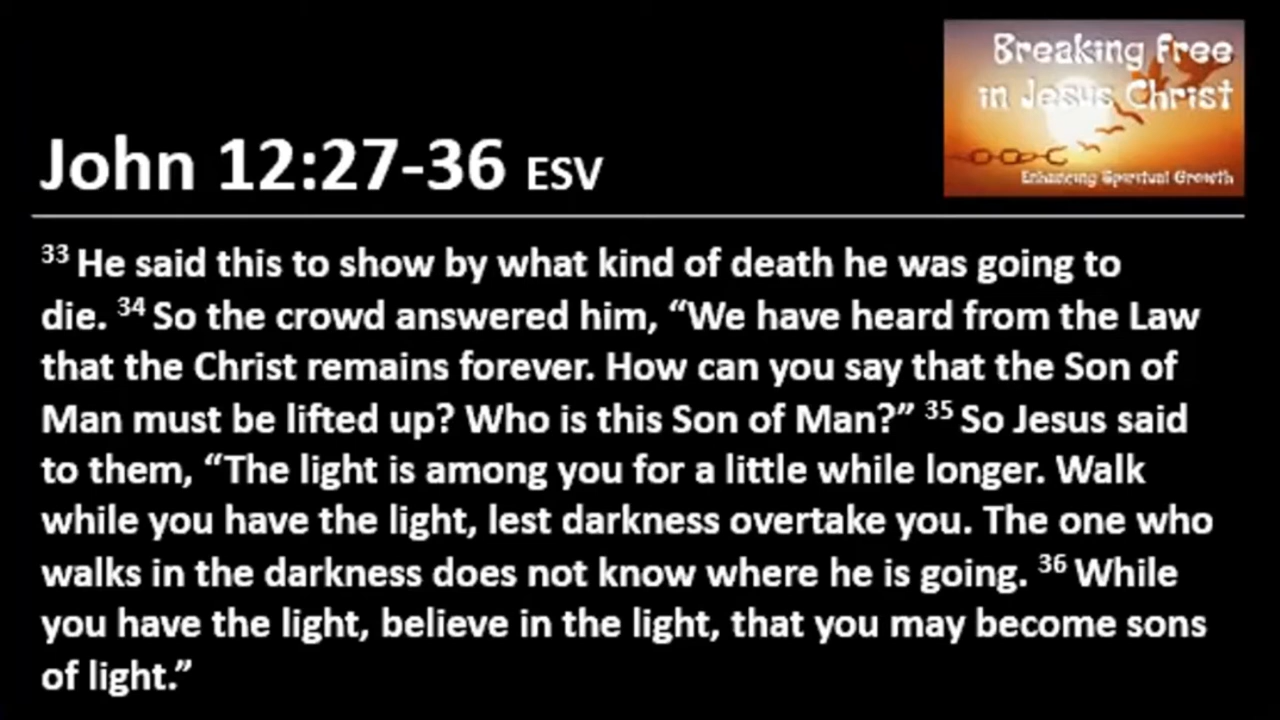 Breaking Free
in Jesus Christ
Enhancing Spiritual Growth
John 12:27-36 ESV
33 He said this to show by what kind of death he was going to
die. 34 So the crowd answered him, “We have heard from the Law
that the Christ remains forever. How can you say that the Son of
Man must be lifted up? Who is this Son of Man?” 35 So Jesus said
to them, “The light is among you for a little while longer. Walk
while you have the light, lest darkness overtake you. The one who
walks in the darkness does not know where he is going. 36 While
you have the light, believe in the light, that you may become sons
of light.”